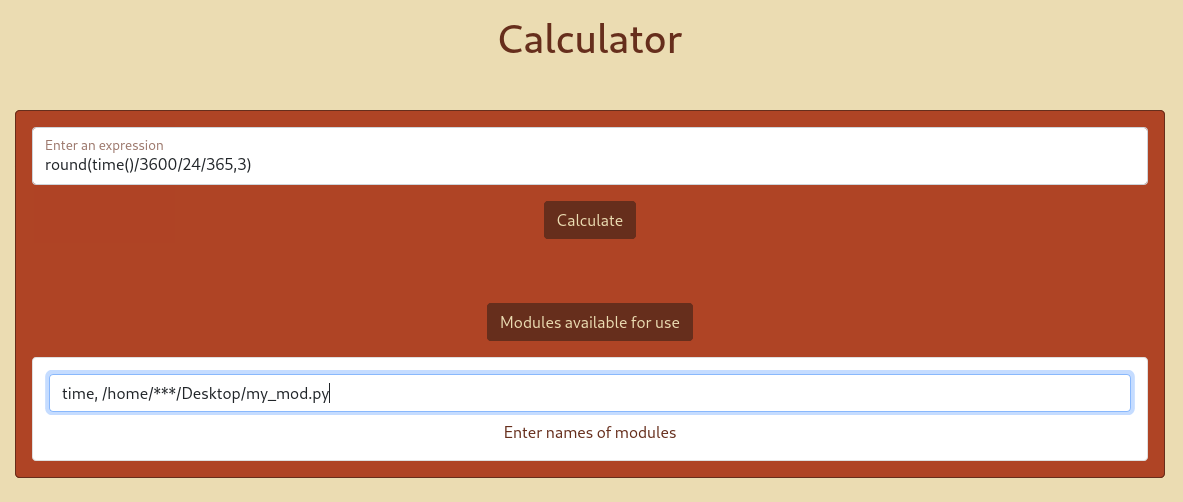 Calculator
Enter an expression
round(time()/3600/24/365,3)
Calculate
Modules available for use
time, /home/***/Desktop/my_mod.py
Enter names of modules